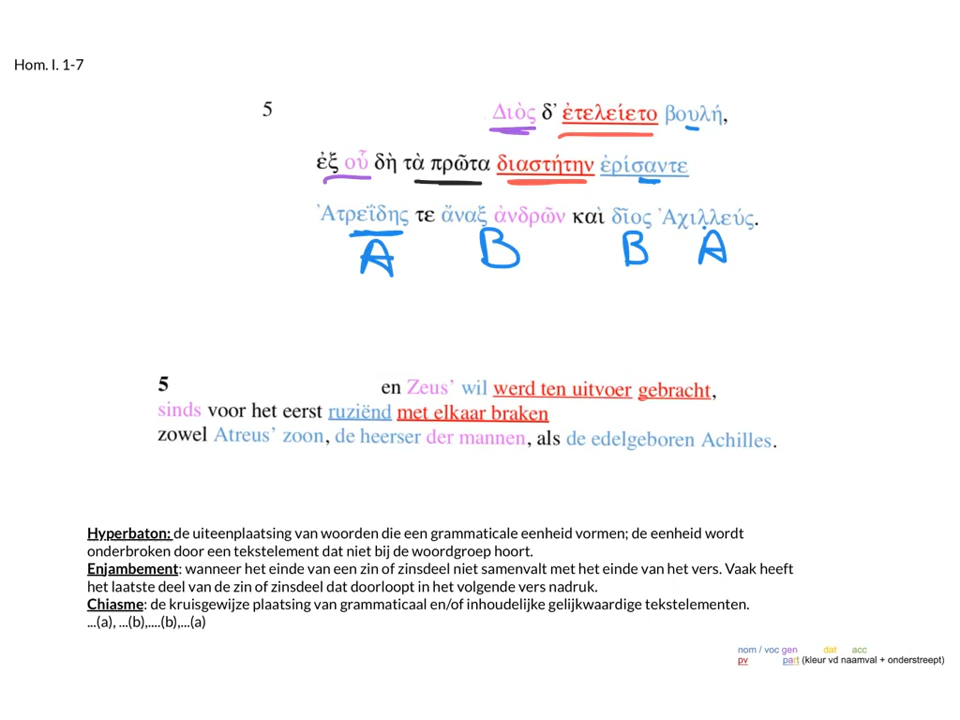 Hom. I. 1-7
5 Διὸς δ’ ἐτελείετο βουλή,
ἐξ οὗ δὴ τὰ πρῶτα διαστήτην ἐρίσαντε
Ἀτρεΐδης τε ἄναξ ἀνδρῶν καὶ δῖος Ἀχιλλεύς.
A B B A
5 en Zeus’ wil werd ten uitvoer gebracht,
sinds voor het eerst ruziënd met elkaar braken
zowel Atreus’ zoon, de heerser der mannen, als de edelgeboren Achilles.
Hyperbaton: de uiteenplaatsing van woorden die een grammaticale eenheid vormen; de eenheid wordt
onderbroken door een tekstelement dat niet bij de woordgroep hoort.
Enjambement: wanneer het einde van een zin of zinsdeel niet samenvalt met het einde van het vers. Vaak heeft
het laatste deel van de zin of zinsdeel dat doorloopt in het volgende vers nadruk.
Chiasme: de kruisgewijze plaatsing van grammaticaal en/of inhoudelijke gelijkwaardige tekstelementen.
...(a), ...(b),....(b),...(a)
nom / voc gen dat acc
pv part (kleur vd naamval + onderstreept)